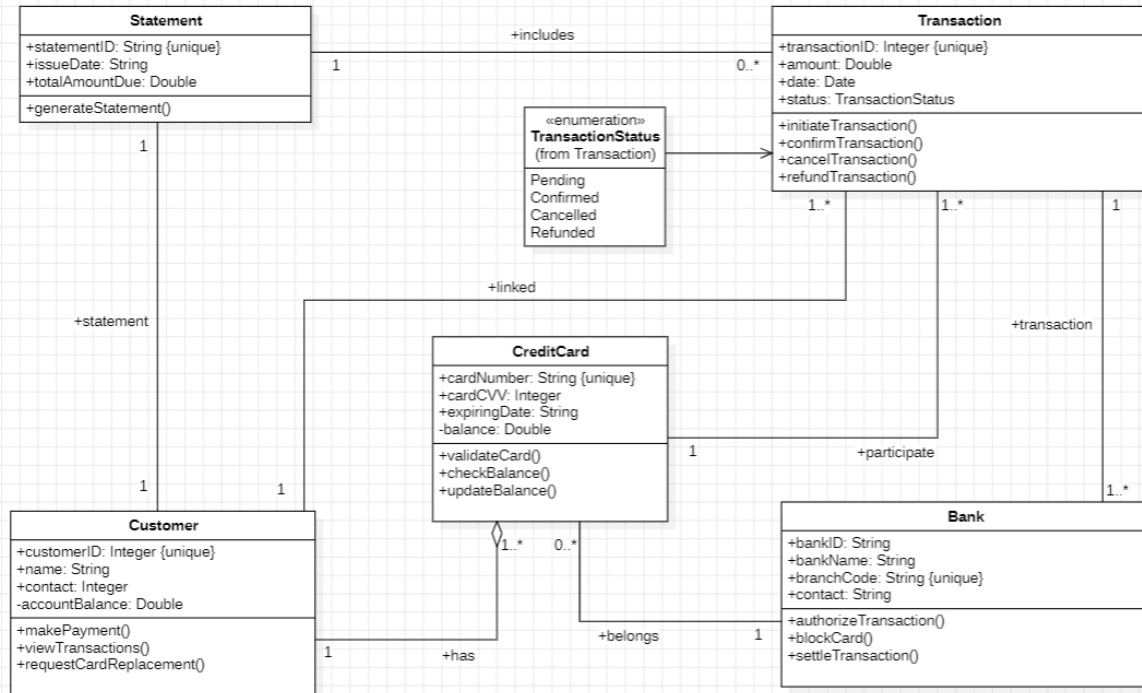 Statement
+statementID: String {unique}
+issueDate: String
+totalAmountDue: Double
+generateStatement()
+includes
1
0..*
Transaction
+transactionID: Integer {unique}
+amount: Double
+date: Date
+status: TransactionStatus
+initiateTransaction()
+confirmTransaction()
+cancelTransaction()
+refundTransaction()
«enumeration»
TransactionStatus
(from Transaction)
Pending
Confirmed
Cancelled
Refunded
1
1..*
1..*
1
+linked
+statement
+transaction
CreditCard
+cardNumber: String {unique}
+cardCVV: Integer
+expiringDate: String
-balance: Double
+validateCard()
+checkBalance()
+updateBalance()
1
+participate
1
1
1..*
1..*
0..*
Customer
+customerID: Integer {unique}
+name: String
+contact: Integer
-accountBalance: Double
+makePayment()
+viewTransactions()
+requestCardReplacement()
1
+has
+belongs
1
Bank
+bankID: String
+bankName: String
+branchCode: String {unique}
+contact: String
+authorizeTransaction()
+blockCard()
+settleTransaction()